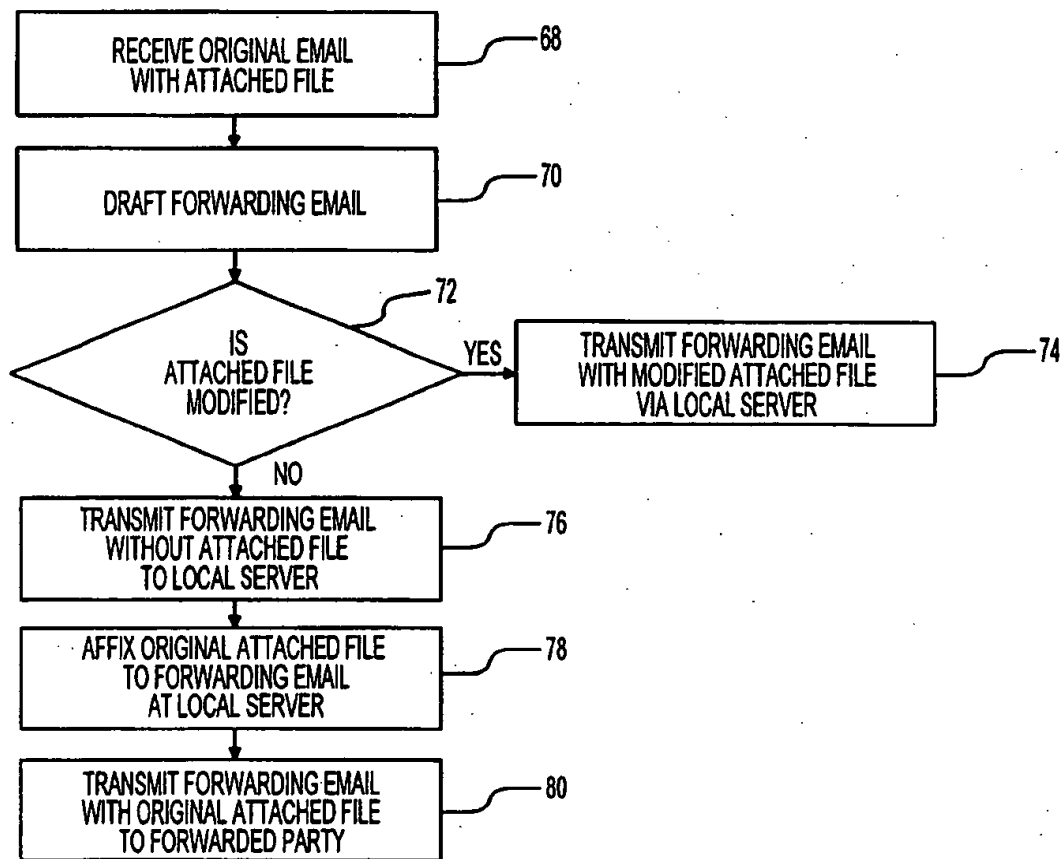 RECEIVE ORIGINAL EMAIL
WITH ATTACHED FILE
68
DRAFT FORWARDING EMAIL
70
72
IS
ATTACHED FILE
MODIFIED?
YES
TRANSMIT FORWARDING EMAIL
WITH MODIFIED ATTACHED FILE
VIA LOCAL SERVER
74
NO
TRANSMIT FORWARDING EMAIL
WITHOUT ATTACHED FILE
TO LOCAL SERVER
76
AFFIX ORIGINAL ATTACHED FILE
TO FORWARDING EMAIL
AT LOCAL SERVER
78
TRANSMIT FORWARDING EMAIL
WITH ORIGINAL ATTACHED FILE
TO FORWARDED PARTY
80